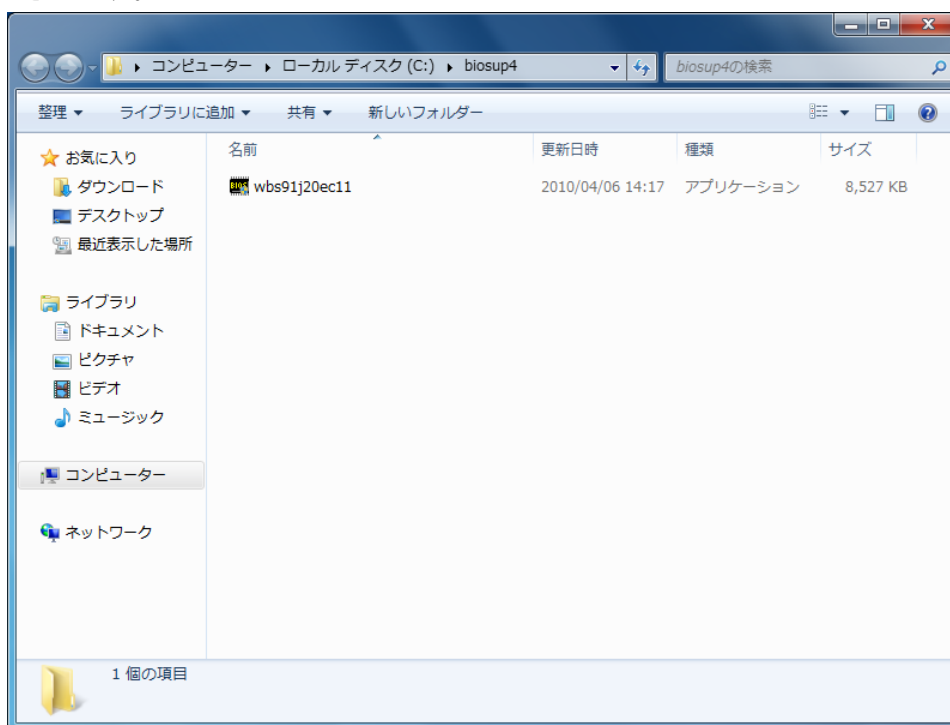 コンピューター ローカル ディスク (C:) biosup4 biosup4の検索
整理 ライブラリに追加 共有 新しいフォルダー
お気に入り
ダウンロード
デスクトップ
最近表示した場所
ライブラリ
ドキュメント
ピクチャ
ビデオ
ミュージック
コンピューター
ネットワーク
名前 更新日時 種類 サイズ
wbs91j20ec11 2010/04/06 14:17 アプリケーション 8,527 KB
1 個の項目